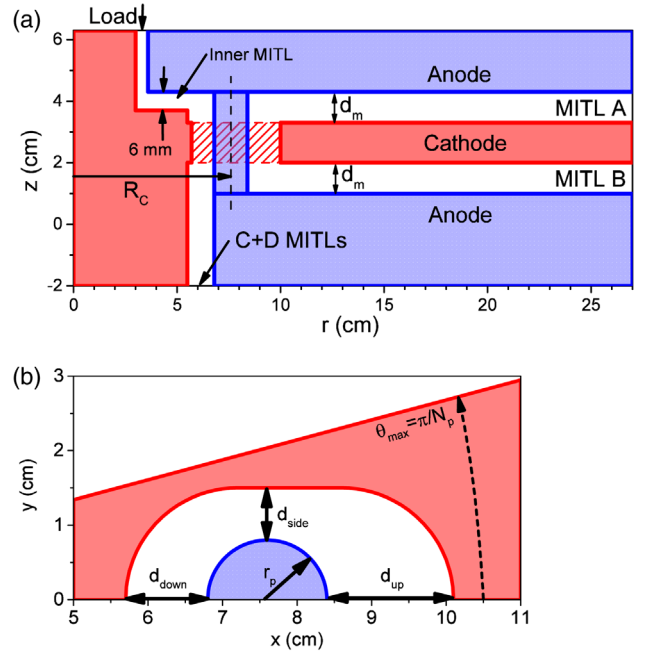 (a)
Load
6
4
2
0
-2
z (cm)
Inner MITL
Anode
d_m
MITL A
6 mm
Cathode
R_C
d_m
MITL B
Anode
C+D MITLs
0 5 10 15 20 25
r (cm)
(b)
3
2
1
0
y (cm)
θ_max=π/N_p
d_side
d_down
r_p
d_up
5 6 7 8 9 10 11
x (cm)